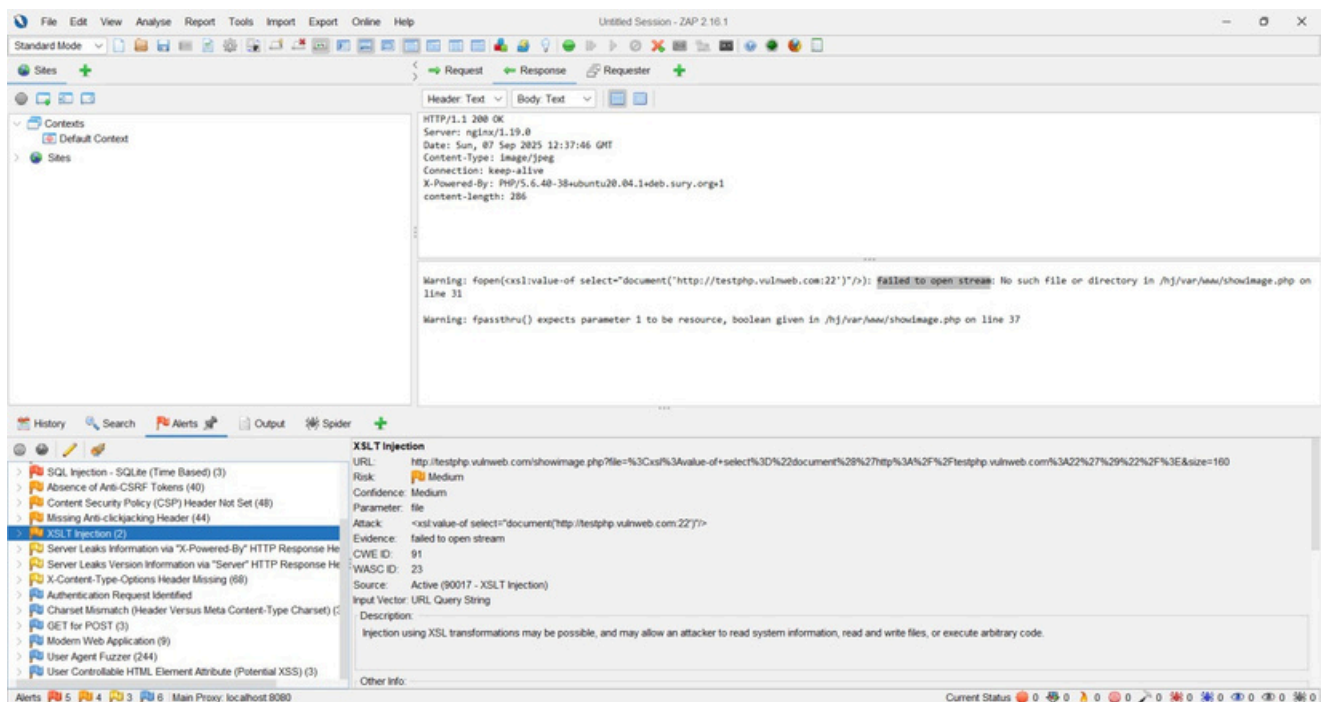 File Edit View Analyse Report Tools Import Export Online Help Untitled Session - ZAP 2.16.1
Standard Mode
Sites
Request Response Requester
Header: Text Body: Text
Contexts
Default Context
Sites
HTTP/1.1 200 OK
Server: nginx/1.19.0
Date: Sun, 07 Sep 2025 12:37:46 GMT
Content-Type: image/jpeg
Connection: keep-alive
X-Powered-By: PHP/5.6.40-38+ubuntu20.04.1+deb.sury.org+1
content-length: 286
Warning: fopen(<xsl:value-of select="document('http://testphp.vulnweb.com:22')"/>): failed to open stream: No such file or directory in /hj/var/www/showimage.php on
line 31
Warning: fpassthru() expects parameter 1 to be resource, boolean given in /hj/var/www/showimage.php on line 37
History Search Alerts Output Spider
SQL Injection - SQLite (Time Based) (3)
Absence of Anti-CSRF Tokens (40)
Content Security Policy (CSP) Header Not Set (48)
Missing Anti-clickjacking Header (44)
XSLT Injection (2)
Server Leaks Information via "X-Powered-By" HTTP Response He
Server Leaks Version Information via "Server" HTTP Response He
X-Content-Type-Options Header Missing (68)
Authentication Request Identified
Charset Mismatch (Header Versus Meta Content-Type Charset) (2
GET for POST (3)
Modern Web Application (9)
User Agent Fuzzer (244)
User Controllable HTML Element Attribute (Potential XSS) (3)
XSLT Injection
URL: http://testphp.vulnweb.com/showimage.php?file=%3Cxsl%3Avalue-of+select%3D%22document%28%27http%3A%2F%2Ftestphp.vulnweb.com%3A22%27%29%22%2F%3E&size=160
Risk: Medium
Confidence: Medium
Parameter: file
Attack: <xsl:value-of select="document('http://testphp.vulnweb.com:22')"/>
Evidence: failed to open stream
CWE ID: 91
WASC ID: 23
Source: Active (90017 - XSLT Injection)
Input Vector: URL Query String
Description:
Injection using XSL transformations may be possible, and may allow an attacker to read system information, read and write files, or execute arbitrary code.
Other Info:
Alerts 5 4 3 6 Main Proxy: localhost:8080 Current Status 0 0 0 0 0 0 0 0 0 0